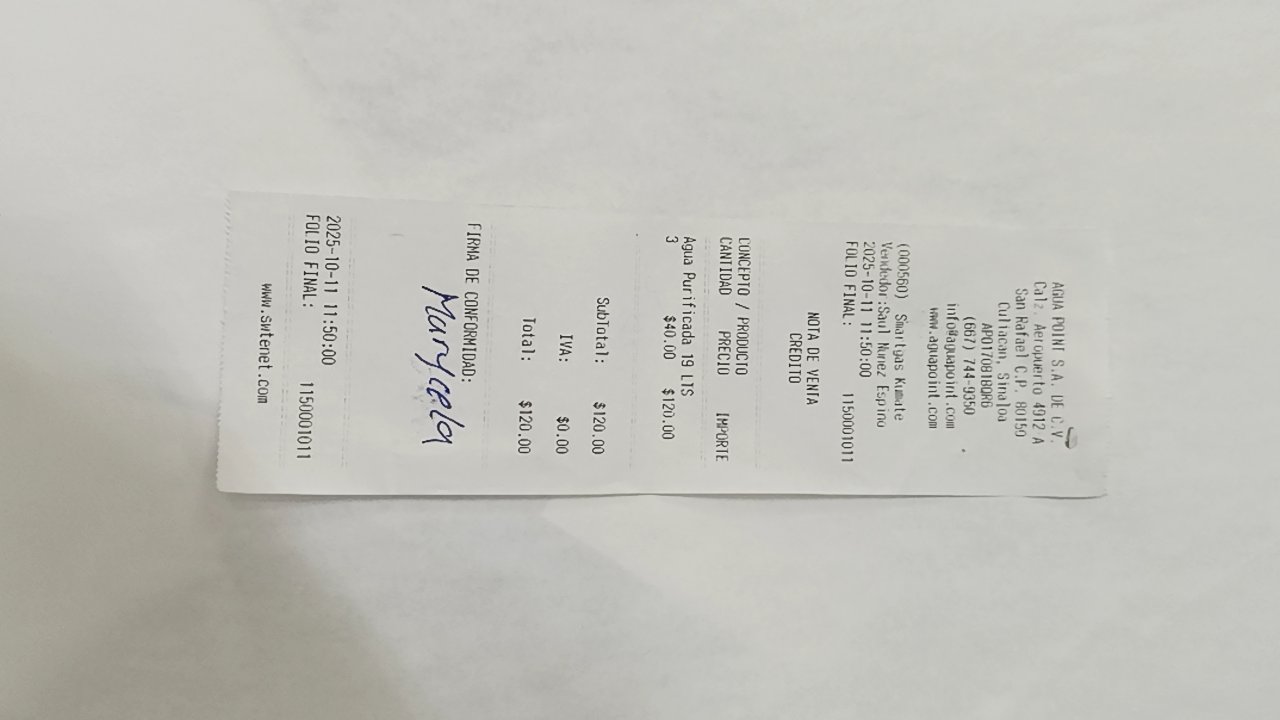 AGUA POINT S.A. DE C.V.
Calz. Aeropuerto 4912 A
San Rafael C.P. 80150
Culiacan, Sinaloa
APO170818QR6
(667) 744-9350
info@aguapoint.com
www.aguapoint.com
(000560) Smartgas Kumate
Vendedor:Saul Nunez Espino
2025-10-11 11:50:00
FOLIO FINAL: 1150001011
NOTA DE VENTA
CREDITO
CONCEPTO / PRODUCTO
CANTIDAD PRECIO IMPORTE
Agua Purificada 19 LTS
3 $40.00 $120.00
SubTotal: $120.00
IVA: $0.00
Total: $120.00
FIRMA DE CONFORMIDAD:
Marycela
2025-10-11 11:50:00
FOLIO FINAL: 1150001011
www.swfenet.com